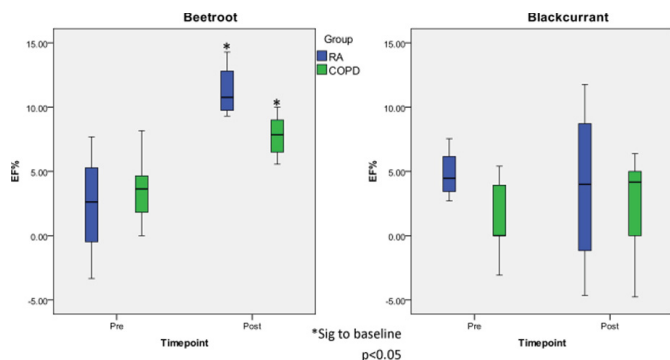 Beetroot
Group
RA
COPD
EF%
15.00
10.00
5.00
0.00
-5.00
*
*
Pre
Post
Timepoint
*Sig to baseline
p<0.05
Blackcurrant
EF%
15.00
10.00
5.00
0.00
-5.00
Pre
Post
Timepoint